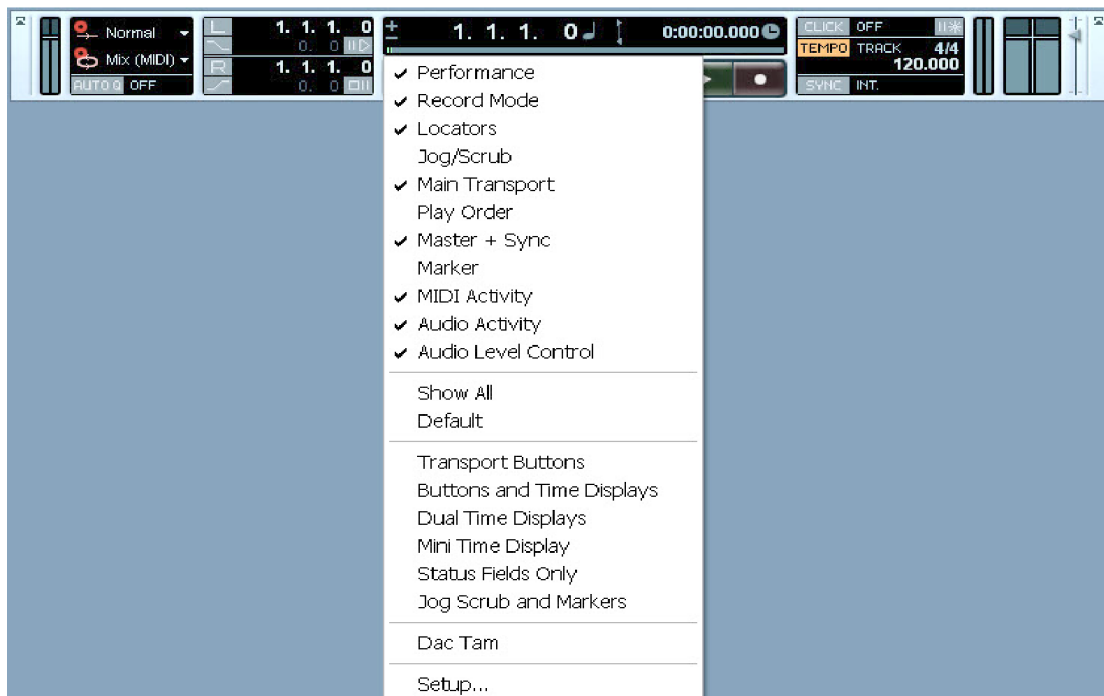 Normal
Mix (MIDI)
AUTO Q OFF
L 1. 1. 1. 0
0. 0
R 1. 1. 1. 0
0. 0
1. 1. 1. 0
0:00:00.000
CLICK OFF
TEMPO TRACK 4/4
120.000
SYNC INT.
Performance
Record Mode
Locators
Jog/Scrub
Main Transport
Play Order
Master + Sync
Marker
MIDI Activity
Audio Activity
Audio Level Control
Show All
Default
Transport Buttons
Buttons and Time Displays
Dual Time Displays
Mini Time Display
Status Fields Only
Jog Scrub and Markers
Dac Tam
Setup...